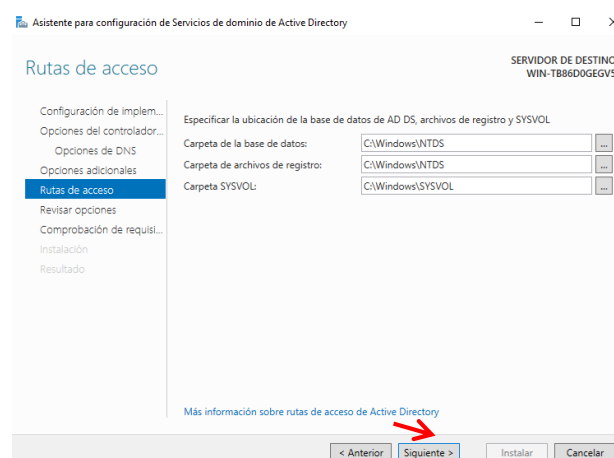 Asistente para configuración de Servicios de dominio de Active Directory
Rutas de acceso
SERVIDOR DE DESTINO
WIN-TB86D0GEGV5
Configuración de implem...
Opciones del controlador...
Opciones de DNS
Opciones adicionales
Rutas de acceso
Revisar opciones
Comprobación de requisi...
Instalación
Resultado
Especificar la ubicación de la base de datos de AD DS, archivos de registro y SYSVOL
Carpeta de la base de datos: C:\Windows\NTDS ...
Carpeta de archivos de registro: C:\Windows\NTDS ...
Carpeta SYSVOL: C:\Windows\SYSVOL ...
Más información sobre rutas de acceso de Active Directory
< Anterior Siguiente > Instalar Cancelar